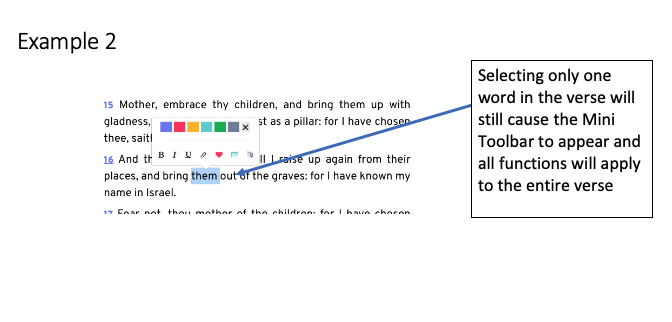 Example 2
15 Mother, embrace thy children, and bring them up with
gladness, st as a pillar: for I have chosen
thee, saith
16 And th ll I raise up again from their
places, and bring them out of the graves: for I have known my
name in Israel.
17 Fear not, thou mother of the children: for I have chosen
B I U
Selecting only one
word in the verse will
still cause the Mini
Toolbar to appear and
all functions will apply
to the entire verse